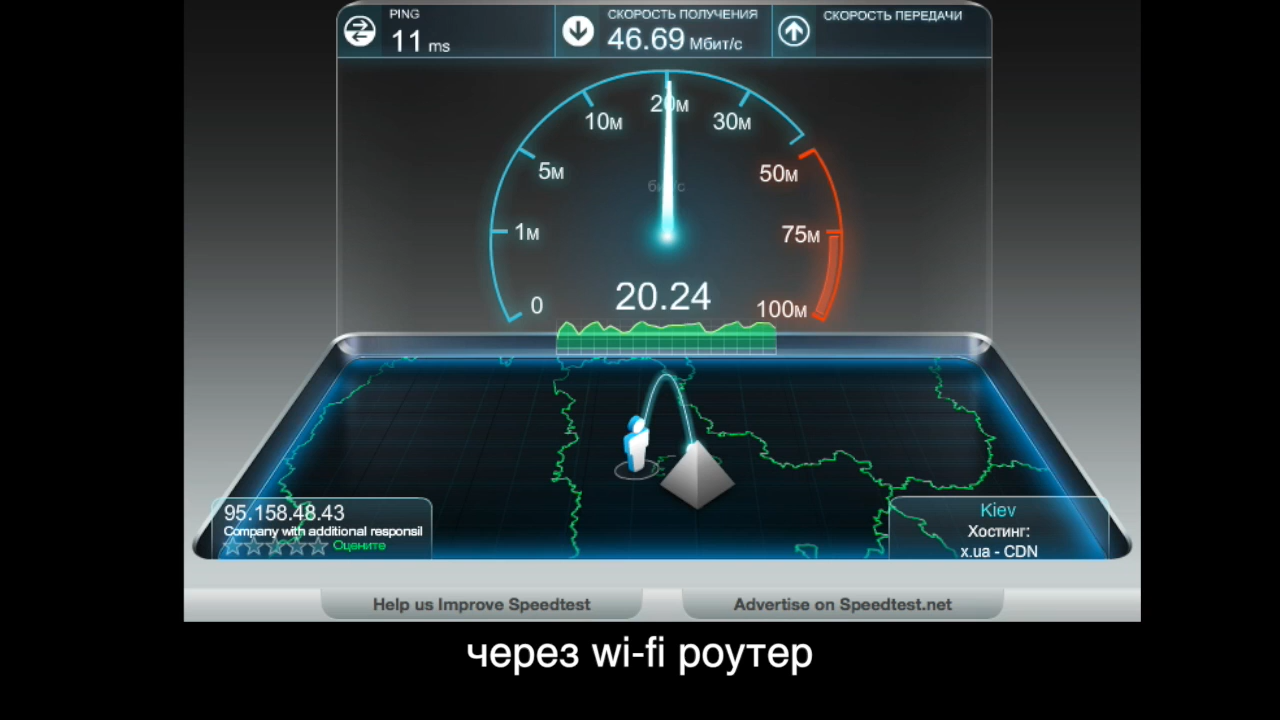 PING
11 ms
СКОРОСТЬ ПОЛУЧЕНИЯ
46.69 Мбит/с
СКОРОСТЬ ПЕРЕДАЧИ
20м
10м
30м
5м
50м
1м
75м
0
20.24
100м
95.158.48.43
Company with additional responsil
Оцените
Kiev
Хостинг:
x.ua - CDN
Help us Improve Speedtest
Advertise on Speedtest.net
через wi-fi роутер